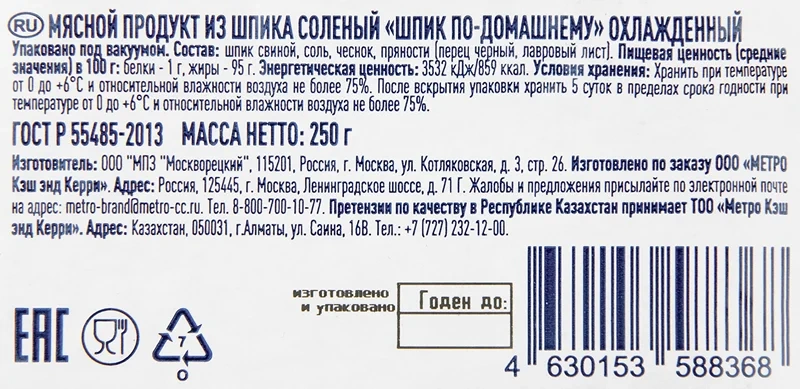 RU МЯСНОЙ ПРОДУКТ ИЗ ШПИКА СОЛЕНЫЙ «ШПИК ПО-ДОМАШНЕМУ» ОХЛАЖДЕННЫЙ
Упаковано под вакуумом. Состав: шпик свиной, соль, чеснок, пряности (перец черный, лавровый лист). Пищевая ценность (средние
значения) в 100 г: белки - 1 г, жиры - 95 г. Энергетическая ценность: 3532 кДж/859 ккал. Условия хранения: Хранить при температуре
от 0 до +6°С и относительной влажности воздуха не более 75%. После вскрытия упаковки хранить 5 суток в пределах срока годности при
температуре от 0 до +6°С и относительной влажности воздуха не более 75%.
ГОСТ Р 55485-2013 МАССА НЕТТО: 250 г
Изготовитель: ООО "МПЗ "Москворецкий", 115201, Россия, г. Москва, ул. Котляковская, д. 3, стр. 26. Изготовлено по заказу ООО «МЕТРО
Кэш энд Керри». Адрес: Россия, 125445, г. Москва, Ленинградское шоссе, д. 71 Г. Жалобы и предложения присылайте по электронной почте
на адрес: metro-brand@metro-cc.ru. Тел. 8-800-700-10-77. Претензии по качеству в Республике Казахстан принимает ТОО «Метро Кэш
энд Керри». Адрес: Казахстан, 050031, г.Алматы, ул. Саина, 16В. Тел.: +7 (727) 232-12-00.
изготовлено
и упаковано
Годен до:
EAC
7
O
4 630153 588368